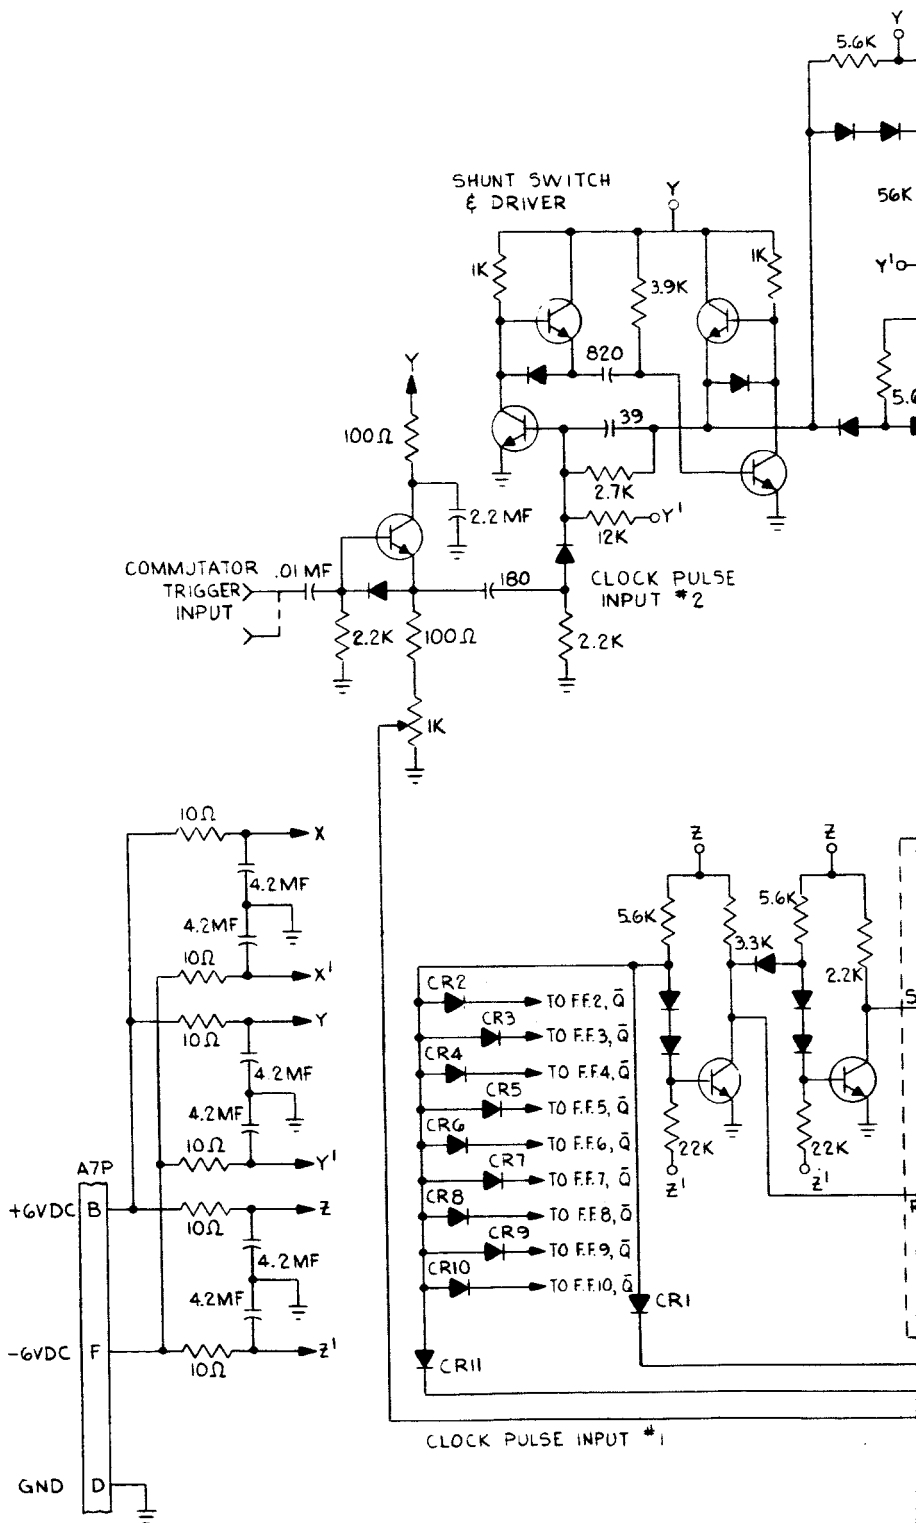 Y
5.6K
SHUNT SWITCH
& DRIVER
Y
56K
1K
3.9K
1K
Y'
820
Y
5.6
39
100Ω
2.7K
2.2 MF
Y'
12K
COMMUTATOR
TRIGGER
INPUT
.01 MF
180
CLOCK PULSE
INPUT #2
2.2K
100Ω
2.2K
1K
10Ω
X
4.2MF
Z
Z
4.2MF
5.6K
5.6K
3.3K
10Ω
X'
2.2K
CR2
TO F.F.2, Q̄
S
10Ω
Y
CR3
TO F.F.3, Q̄
CR4
TO F.F.4, Q̄
4.2MF
CR5
TO F.F.5, Q̄
4.2MF
CR6
TO F.F.6, Q̄
22K
22K
10Ω
Y'
CR7
TO F.F.7, Q̄
Z'
Z'
A7P
CR8
TO F.F.8, Q̄
R
+6VDC B
10Ω
Z
CR9
TO F.F.9, Q̄
4.2MF
CR10
TO F.F.10, Q̄
4.2MF
CR1
-6VDC F
10Ω
Z'
CR11
CLOCK PULSE INPUT #1
GND D